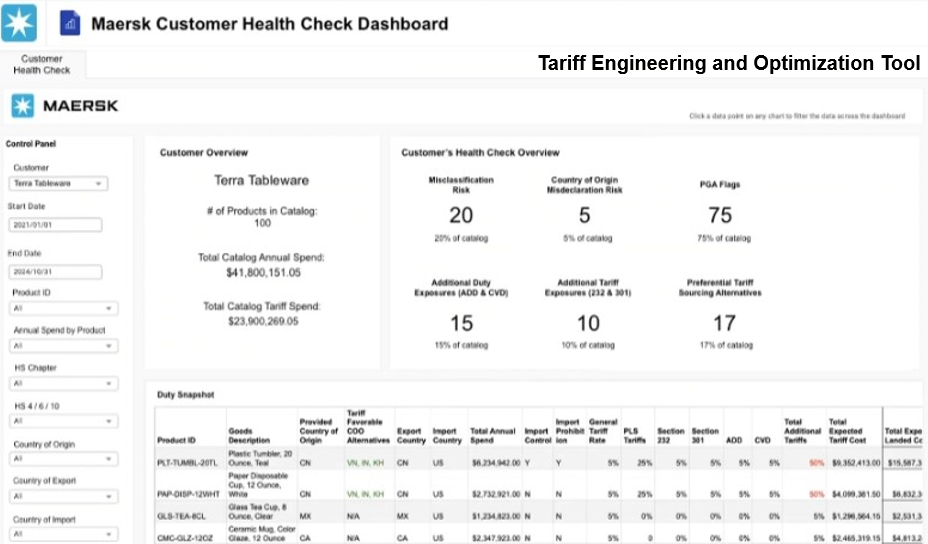 Maersk Customer Health Check Dashboard
Customer
Health Check
Tariff Engineering and Optimization Tool
MAERSK
Click a data point on any chart to filter the data across the dashboard
Control Panel
Customer
Terra Tableware
Start Date
2021/01/01
End Date
2024/10/31
Product ID
All
Annual Spend by Product
All
HS Chapter
All
HS 4 / 6 / 10
All
Country of Origin
All
Country of Export
All
Country of Import
All
Customer Overview
Terra Tableware
# of Products in Catalog:
100
Total Catalog Annual Spend:
$41,800,151.05
Total Catalog Tariff Spend:
$23,900,269.05
Customer's Health Check Overview
Misclassification
Risk
20
20% of catalog
Country of Origin
Misdeclaration Risk
5
5% of catalog
PGA Flags
75
75% of catalog
Additional Duty
Exposures (ADD & CVD)
15
15% of catalog
Additional Tariff
Exposures (232 & 301)
10
10% of catalog
Preferential Tariff
Sourcing Alternatives
17
17% of catalog
Duty Snapshot
Product ID
Goods
Description
Provided
Country of
Origin
Tariff
Favorable
COO
Alternatives
Export
Country
Import
Country
Total Annual
Spend
Import
Control
Import
Prohibit
ion
General
Tariff
Rate
PLS
Tariffs
Section
232
Section
301
ADD
CVD
Total
Additional
Tariffs
Total
Expected
Tariff Cost
Total Expe
Landed Co
PLT-TUMBL-20TL
Plastic Tumbler, 20
Ounce, Teal
CN VN, IN, KH CN US $6,234,942.00 Y Y 5% 25% 5% 5% 5% 5% 50% $9,352,413.00 $15,587,3
PAP-DISP-12WHT
Paper Disposable
Cup, 12 Ounce,
White
CN VN, IN, KH CN US $2,732,921.00 N N 5% 25% 5% 5% 5% 5% 50% $4,099,381.50 $6,832,3
GLS-TEA-8CL
Glass Tea Cup, 8
Ounce, Clear
MX N/A MX US $1,234,823.00 N N 5% 0% 0% 0% 0% 0% 5% $1,296,564.15 $2,531,3
CMC-GLZ-12OZ
Ceramic Mug, Color
Glaze, 12 Ounce
CA N/A CA US $2,347,923.00 N N 5% 0 0% 0% 0% 0% 5% $2,465,319.15 $4,813,2